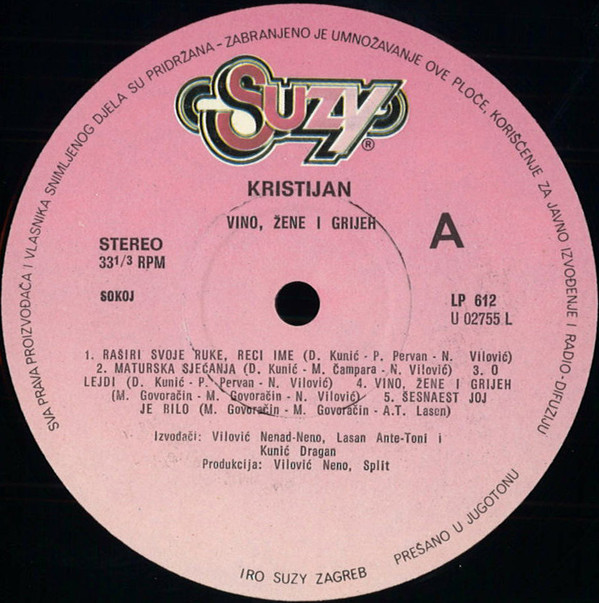 SVA PRAVA PROIZVOĐAČA I VLASNIKA SNIMLJENOG DJELA SU PRIDRŽANA - ZABRANJENO JE UMNOŽAVANJE OVE PLOČE, KORIŠĆENJE ZA JAVNO IZVOĐENJE I RADIO-DIFUZIJU
SUZY®
KRISTIJAN
VINO, ŽENE I GRIJEH
A
STEREO
33 1/3 RPM
SOKOJ
LP 612
U 02755 L
1. RAŠIRI SVOJE RUKE, RECI IME (D. Kunić - P. Pervan - N. Vilović)
2. MATURSKA SJEĆANJA (D. Kunić - M. Čampara - N. Vilović) 3. O
LEJDI (D. Kunić - P. Pervan - N. Vilović) 4. VINO, ŽENE I GRIJEH
(M. Govoračin - M. Govoračin - N. Vilović) 5. ŠESNAEST JOJ
JE BILO (M. Govoračin - M. Govoračin - A.T. Lasan)
Izvođači: Vilović Nenad-Neno, Lasan Ante-Toni i
Kunić Dragan
Produkcija: Vilović Neno, Split
IRO SUZY ZAGREB
PREŠANO U JUGOTONU